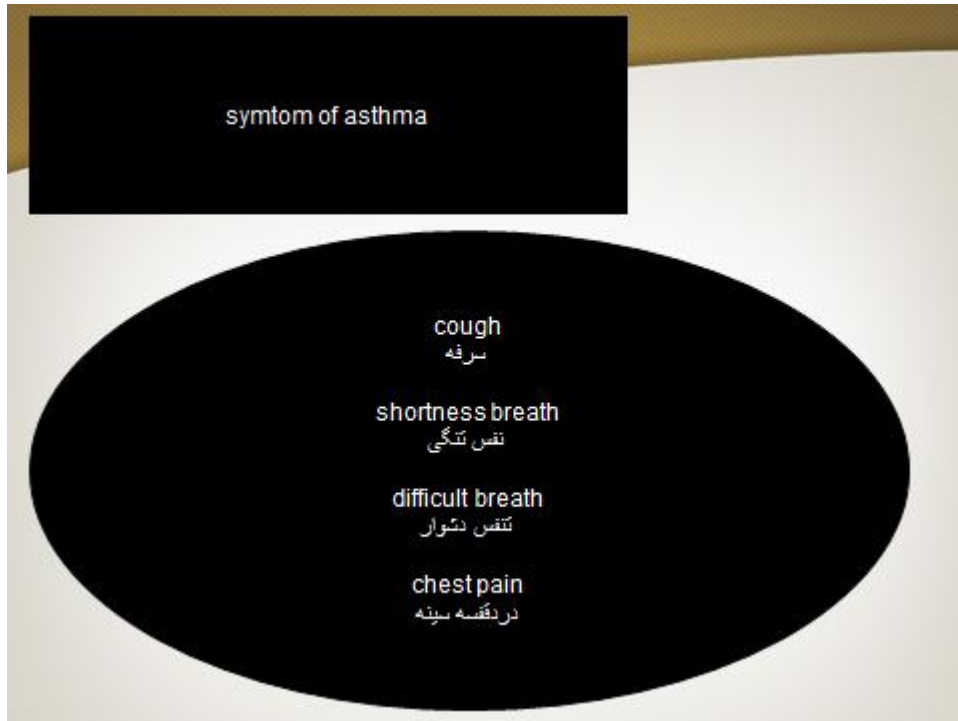 symtom of asthma
cough
سرفه
shortness breath
نفس تنگی
difficult breath
تنفس دشوار
chest pain
دردقفسه سینه